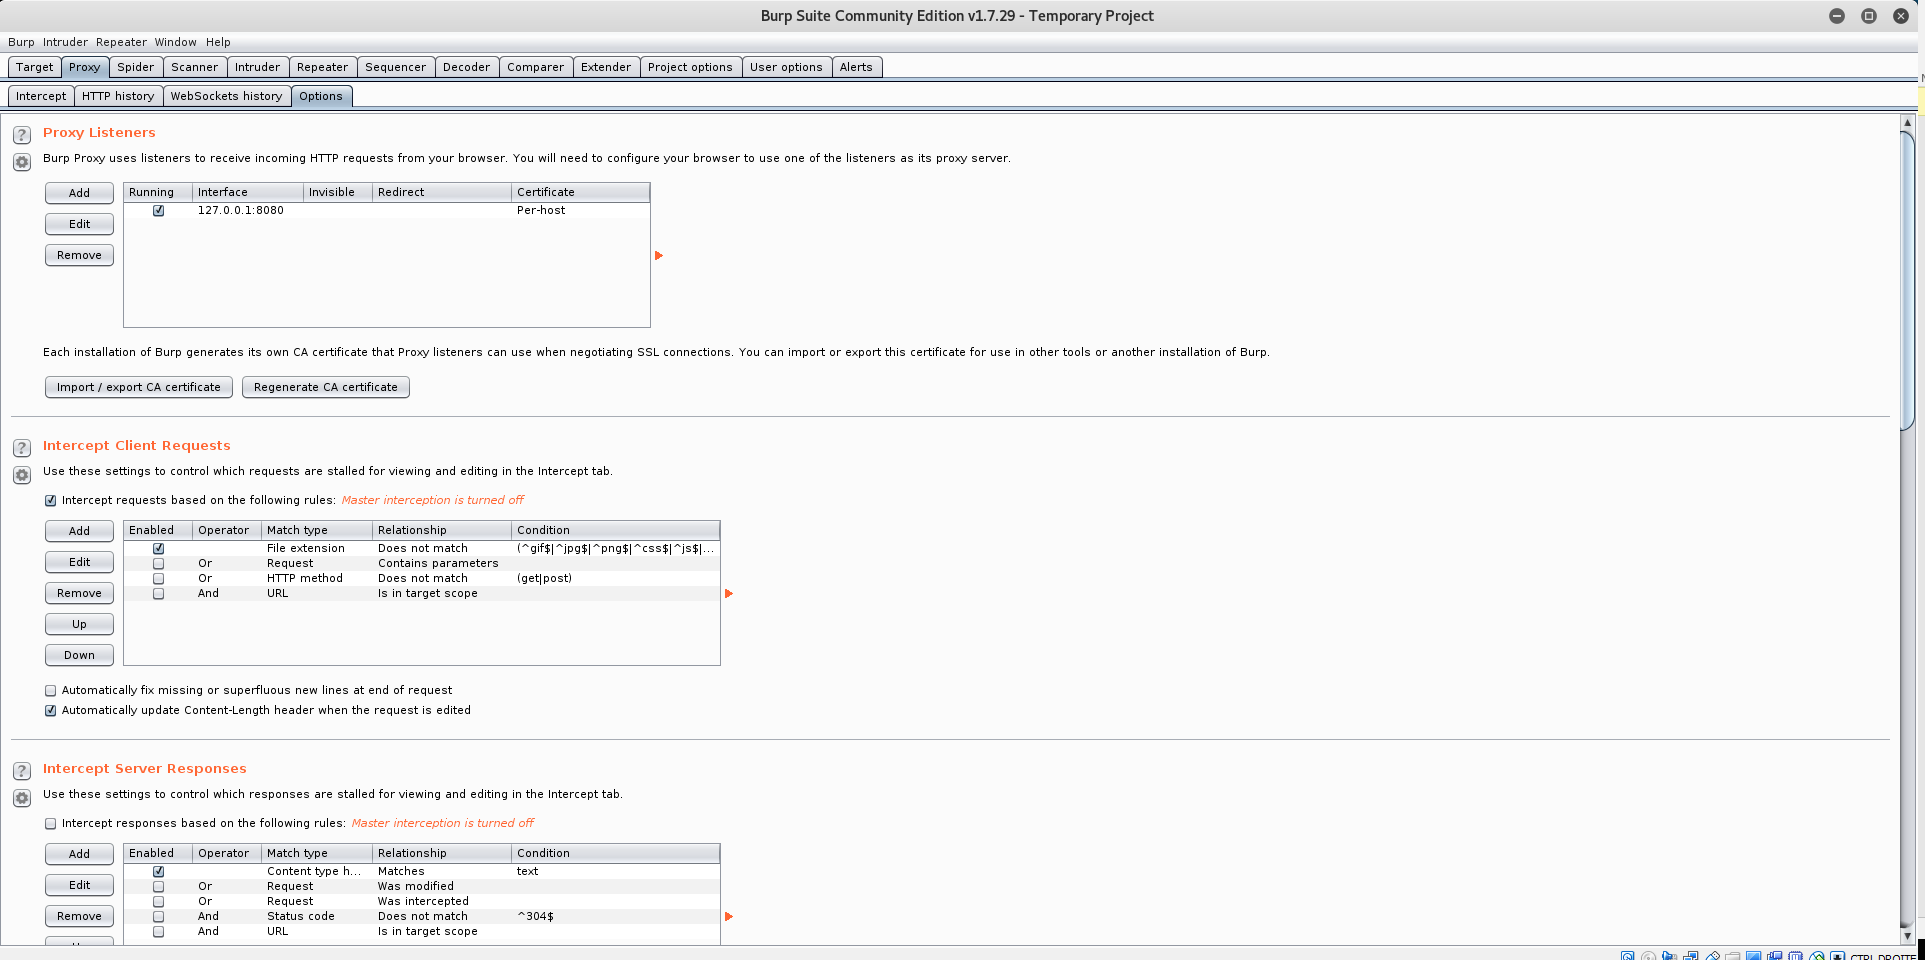 Burp Suite Community Edition v1.7.29 - Temporary Project
Burp Intruder Repeater Window Help
Target Proxy Spider Scanner Intruder Repeater Sequencer Decoder Comparer Extender Project options User options Alerts
Intercept HTTP history WebSockets history Options
? Proxy Listeners
Burp Proxy uses listeners to receive incoming HTTP requests from your browser. You will need to configure your browser to use one of the listeners as its proxy server.
Add Running Interface Invisible Redirect Certificate
127.0.0.1:8080 Per-host
Edit
Remove
Each installation of Burp generates its own CA certificate that Proxy listeners can use when negotiating SSL connections. You can import or export this certificate for use in other tools or another installation of Burp.
Import / export CA certificate Regenerate CA certificate
? Intercept Client Requests
Use these settings to control which requests are stalled for viewing and editing in the Intercept tab.
Intercept requests based on the following rules: Master interception is turned off
Add Enabled Operator Match type Relationship Condition
File extension Does not match (^gif$|^jpg$|^png$|^css$|^js$|...
Edit Or Request Contains parameters
Or HTTP method Does not match (get|post)
Remove And URL Is in target scope
Up
Down
Automatically fix missing or superfluous new lines at end of request
Automatically update Content-Length header when the request is edited
? Intercept Server Responses
Use these settings to control which responses are stalled for viewing and editing in the Intercept tab.
Intercept responses based on the following rules: Master interception is turned off
Add Enabled Operator Match type Relationship Condition
Content type h... Matches text
Edit Or Request Was modified
Or Request Was intercepted
Remove And Status code Does not match ^304$
And URL Is in target scope
CTRL DROITE